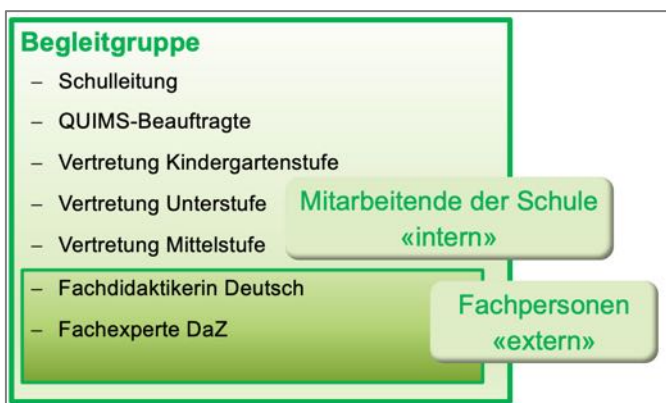 Begleitgruppe
– Schulleitung
– QUIMS-Beauftragte
– Vertretung Kindergartenstufe
– Vertretung Unterstufe
– Vertretung Mittelstufe
Mitarbeitende der Schule
«intern»
– Fachdidaktikerin Deutsch
– Fachexperte DaZ
Fachpersonen
«extern»